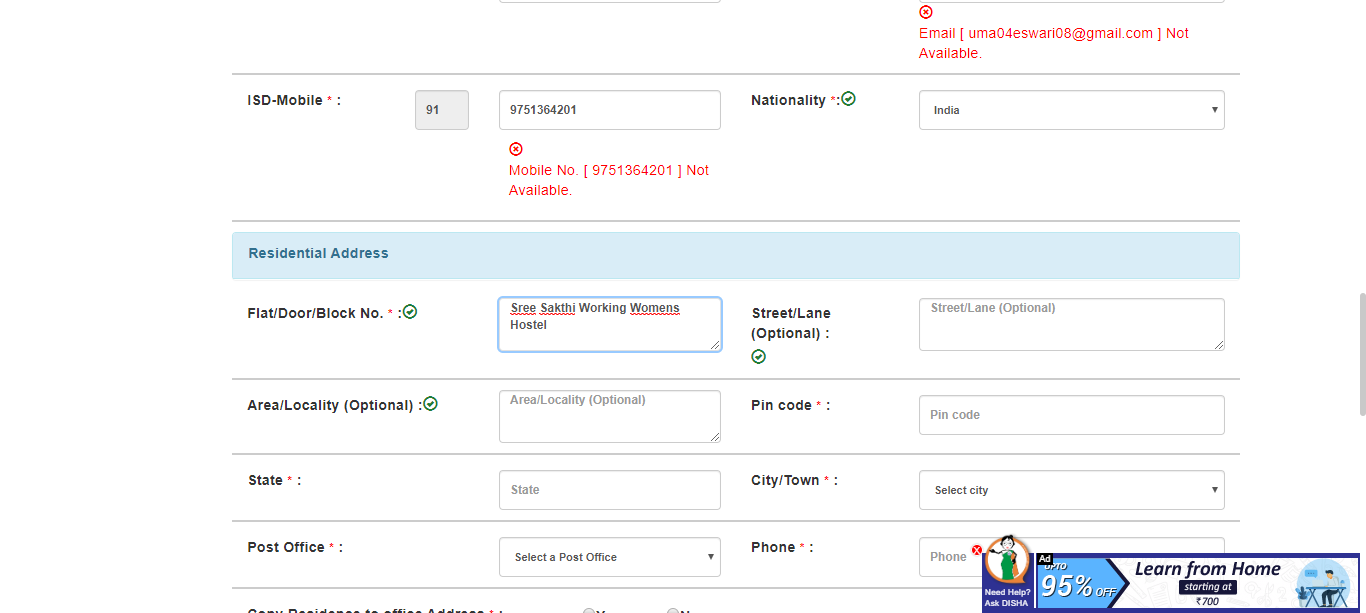 Email [ uma04eswari08@gmail.com ] Not
Available.
ISD-Mobile * :
91
9751364201
Nationality *:
India
Mobile No. [ 9751364201 ] Not
Available.
Residential Address
Flat/Door/Block No. * :
Sree Sakthi Working Womens
Hostel
Street/Lane
(Optional) :
Street/Lane (Optional)
Area/Locality (Optional) :
Area/Locality (Optional)
Pin code * :
Pin code
State * :
State
City/Town * :
Select city
Post Office * :
Select a Post Office
Phone * :
Phone
Need Help?
Ask DISHA
Ad
UPTO
95% OFF
Learn from Home
starting at
₹700
Copy Residence to office Address * :